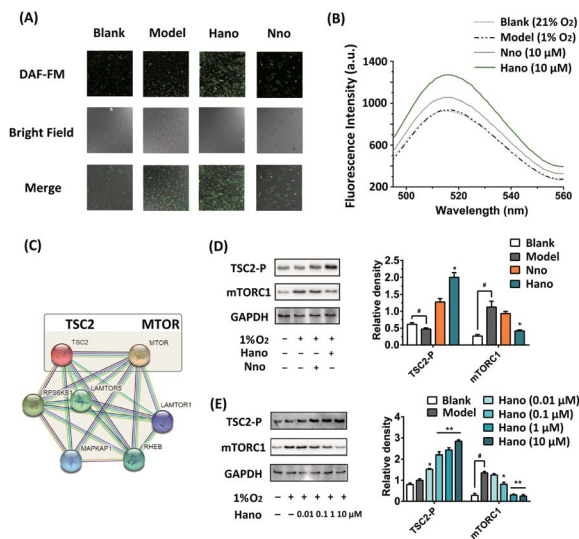 (A)
Blank Model Hano Nno
DAF-FM
Bright Field
Merge
(B)
Blank (21% O₂)
Model (1% O₂)
Nno (10 μM)
Hano (10 μM)
Fluorescence Intensity (a.u.)
1800
1400
1000
600
200
500 520 540 560
Wavelength (nm)
(C)
TSC2 MTOR
TSC2 MTOR
RPS6KB1 LAMTOR5
LAMTOR1
MAPKAP1 RHEB
(D)
TSC2-P
mTORC1
GAPDH
1%O₂ − + + +
Hano − − − +
Nno − − + −
Blank
Model
Nno
Hano
Relative density
2.5
2.0
1.5
1.0
0.5
0.0
# * # *
TSC2-P mTORC1
(E)
TSC2-P
mTORC1
GAPDH
1%O₂ − + + + + +
Hano − − 0.01 0.1 1 10 μM
Blank
Model
Hano (0.01 μM)
Hano (0.1 μM)
Hano (1 μM)
Hano (10 μM)
Relative density
4
3
2
1
0
* ** # * **
TSC2-P mTORC1